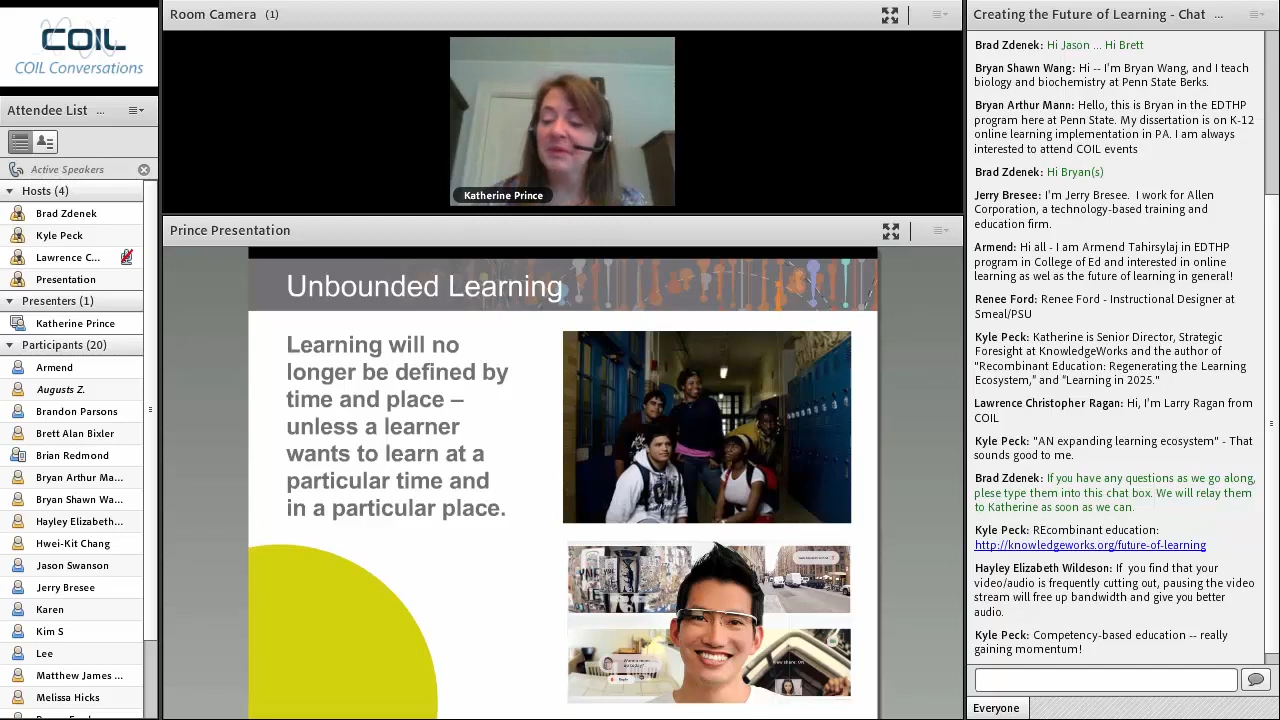 COIL
COIL Conversations
Attendee List ...
Active Speakers
Hosts (4)
Brad Zdenek
Kyle Peck
Lawrence C...
Presentation
Presenters (1)
Katherine Prince
Participants (20)
Armend
Augusts Z.
Brandon Parsons
Brett Alan Bixler
Brian Redmond
Bryan Arthur Ma...
Bryan Shawn Wa...
Hayley Elizabeth...
Hwei-Kit Chang
Jason Swanson
Jerry Bresee
Karen
Kim S
Lee
Matthew James ...
Melissa Hicks
Room Camera (1)
Katherine Prince
Prince Presentation
Unbounded Learning
Learning will no
longer be defined by
time and place –
unless a learner
wants to learn at a
particular time and
in a particular place.
Creating the Future of Learning - Chat ...
Brad Zdenek: Hi Jason ... Hi Brett
Bryan Shawn Wang: Hi -- I'm Bryan Wang, and I teach
biology and biochemistry at Penn State Berks.
Bryan Arthur Mann: Hello, this is Bryan in the EDTHP
program here at Penn State. My dissertation is on K-12
online learning implementation in PA. I am always
interested to attend COIL events
Brad Zdenek: Hi Bryan(s)
Jerry Bresee: I'm Jerry Bresee. I work for Indi
Corporation, a technology-based training and
education firm.
Armend: Hi all - I am Armend Tahirsylaj in EDTHP
program in College of Ed and interested in online
learning as wel as the future of learning in general!
Renee Ford: Renee Ford - Instructional Designer at
Smeal/PSU
Kyle Peck: Katherine is Senior Director, Strategic
Foresight at KnowledgeWorks and the author of
"Recombinant Education: Regenerating the Learning
Ecosystem," and "Learning in 2025."
Lawrence Christopher Ragan: Hi, I'm Larry Ragan from
COIL
Kyle Peck: "AN expanding learning ecosystem" - That
sounds good to me.
Brad Zdenek: If you have any questions as we go along,
plese type them into this chat box. We will relay them
to Katherine as soon as we can.
Kyle Peck: REcombinant education:
http://knowledgeworks.org/future-of-learning
Hayley Elizabeth Wildeson: If you find that your
video/audio is frequently cutting out, pausing the video
stream will free up bandwidth and give you better
audio.
Kyle Peck: Competency-based education -- really
gaining momentum!
Everyone